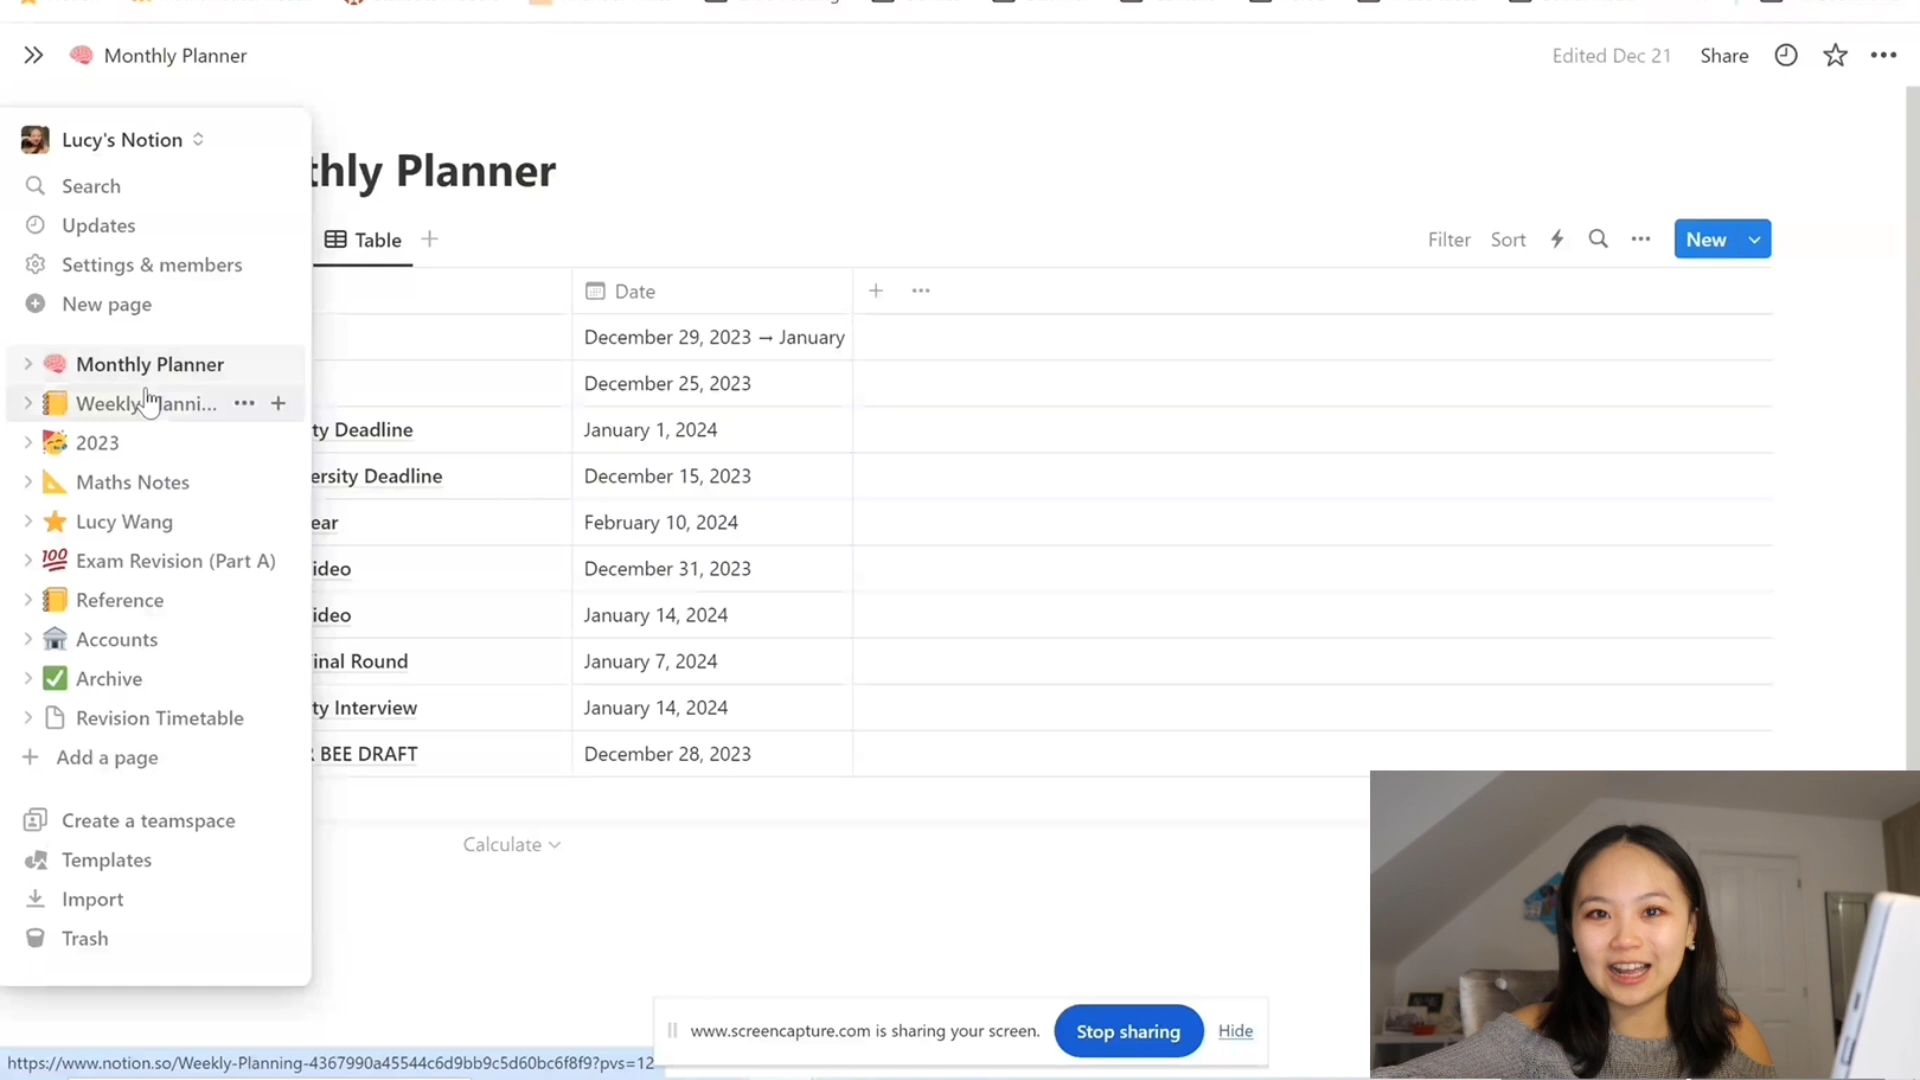 Monthly Planner
Edited Dec 21
Share
Lucy's Notion
Search
Updates
Settings & members
New page
Monthly Planner
Weekly Planni...
2023
Maths Notes
Lucy Wang
100 Exam Revision (Part A)
Reference
Accounts
Archive
Revision Timetable
Add a page
Create a teamspace
Templates
Import
Trash
thly Planner
Table
Filter
Sort
New
Date
December 29, 2023 → January
December 25, 2023
ty Deadline
January 1, 2024
ersity Deadline
December 15, 2023
ear
February 10, 2024
ideo
December 31, 2023
ideo
January 14, 2024
inal Round
January 7, 2024
ty Interview
January 14, 2024
BEE DRAFT
December 28, 2023
Calculate
www.screencapture.com is sharing your screen.
Stop sharing
Hide
https://www.notion.so/Weekly-Planning-4367990a45544c6d9bb9c5d60bc6f8f9?pvs=12